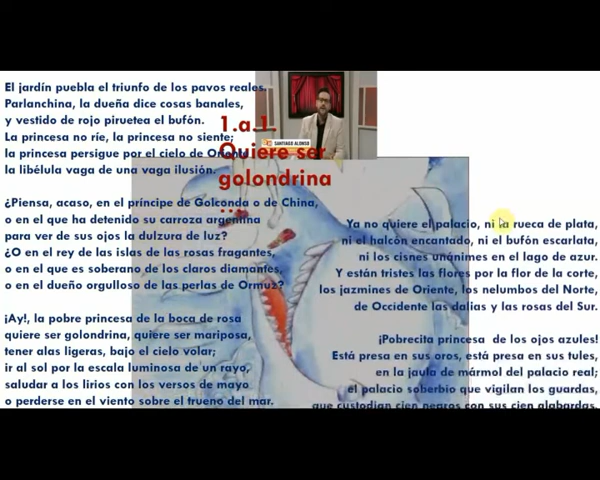 El jardín puebla el triunfo de los pavos reales.
Parlanchina, la dueña dice cosas banales,
y vestido de rojo piruetea el bufón.
La princesa no ríe, la princesa no siente;
la princesa persigue por el cielo de Oriente
la libélula vaga de una vaga ilusión.
¿Piensa, acaso, en el príncipe de Golconda o de China,
o en el que ha detenido su carroza argentina
para ver de sus ojos la dulzura de luz?
¿O en el rey de las islas de las rosas fragantes,
o en el que es soberano de los claros diamantes,
o en el dueño orgulloso de las perlas de Ormuz?
¡Ay!, la pobre princesa de la boca de rosa
quiere ser golondrina, quiere ser mariposa,
tener alas ligeras, bajo el cielo volar;
ir al sol por la escala luminosa de un rayo,
saludar a los lirios con los versos de mayo
o perderse en el viento sobre el trueno del mar.
1.a.1.
Quiere ser
golondrina
...
SANTIAGO ALONSO
Ya no quiere el palacio, ni la rueca de plata,
ni el halcón encantado, ni el bufón escarlata,
ni los cisnes unánimes en el lago de azur.
Y están tristes las flores por la flor de la corte,
los jazmines de Oriente, los nelumbos del Norte,
de Occidente las dalias y las rosas del Sur.
¡Pobrecita princesa de los ojos azules!
Está presa en sus oros, está presa en sus tules,
en la jaula de mármol del palacio real;
el palacio soberbio que vigilan los guardas,
que custodian cien negros con sus cien alabardas,